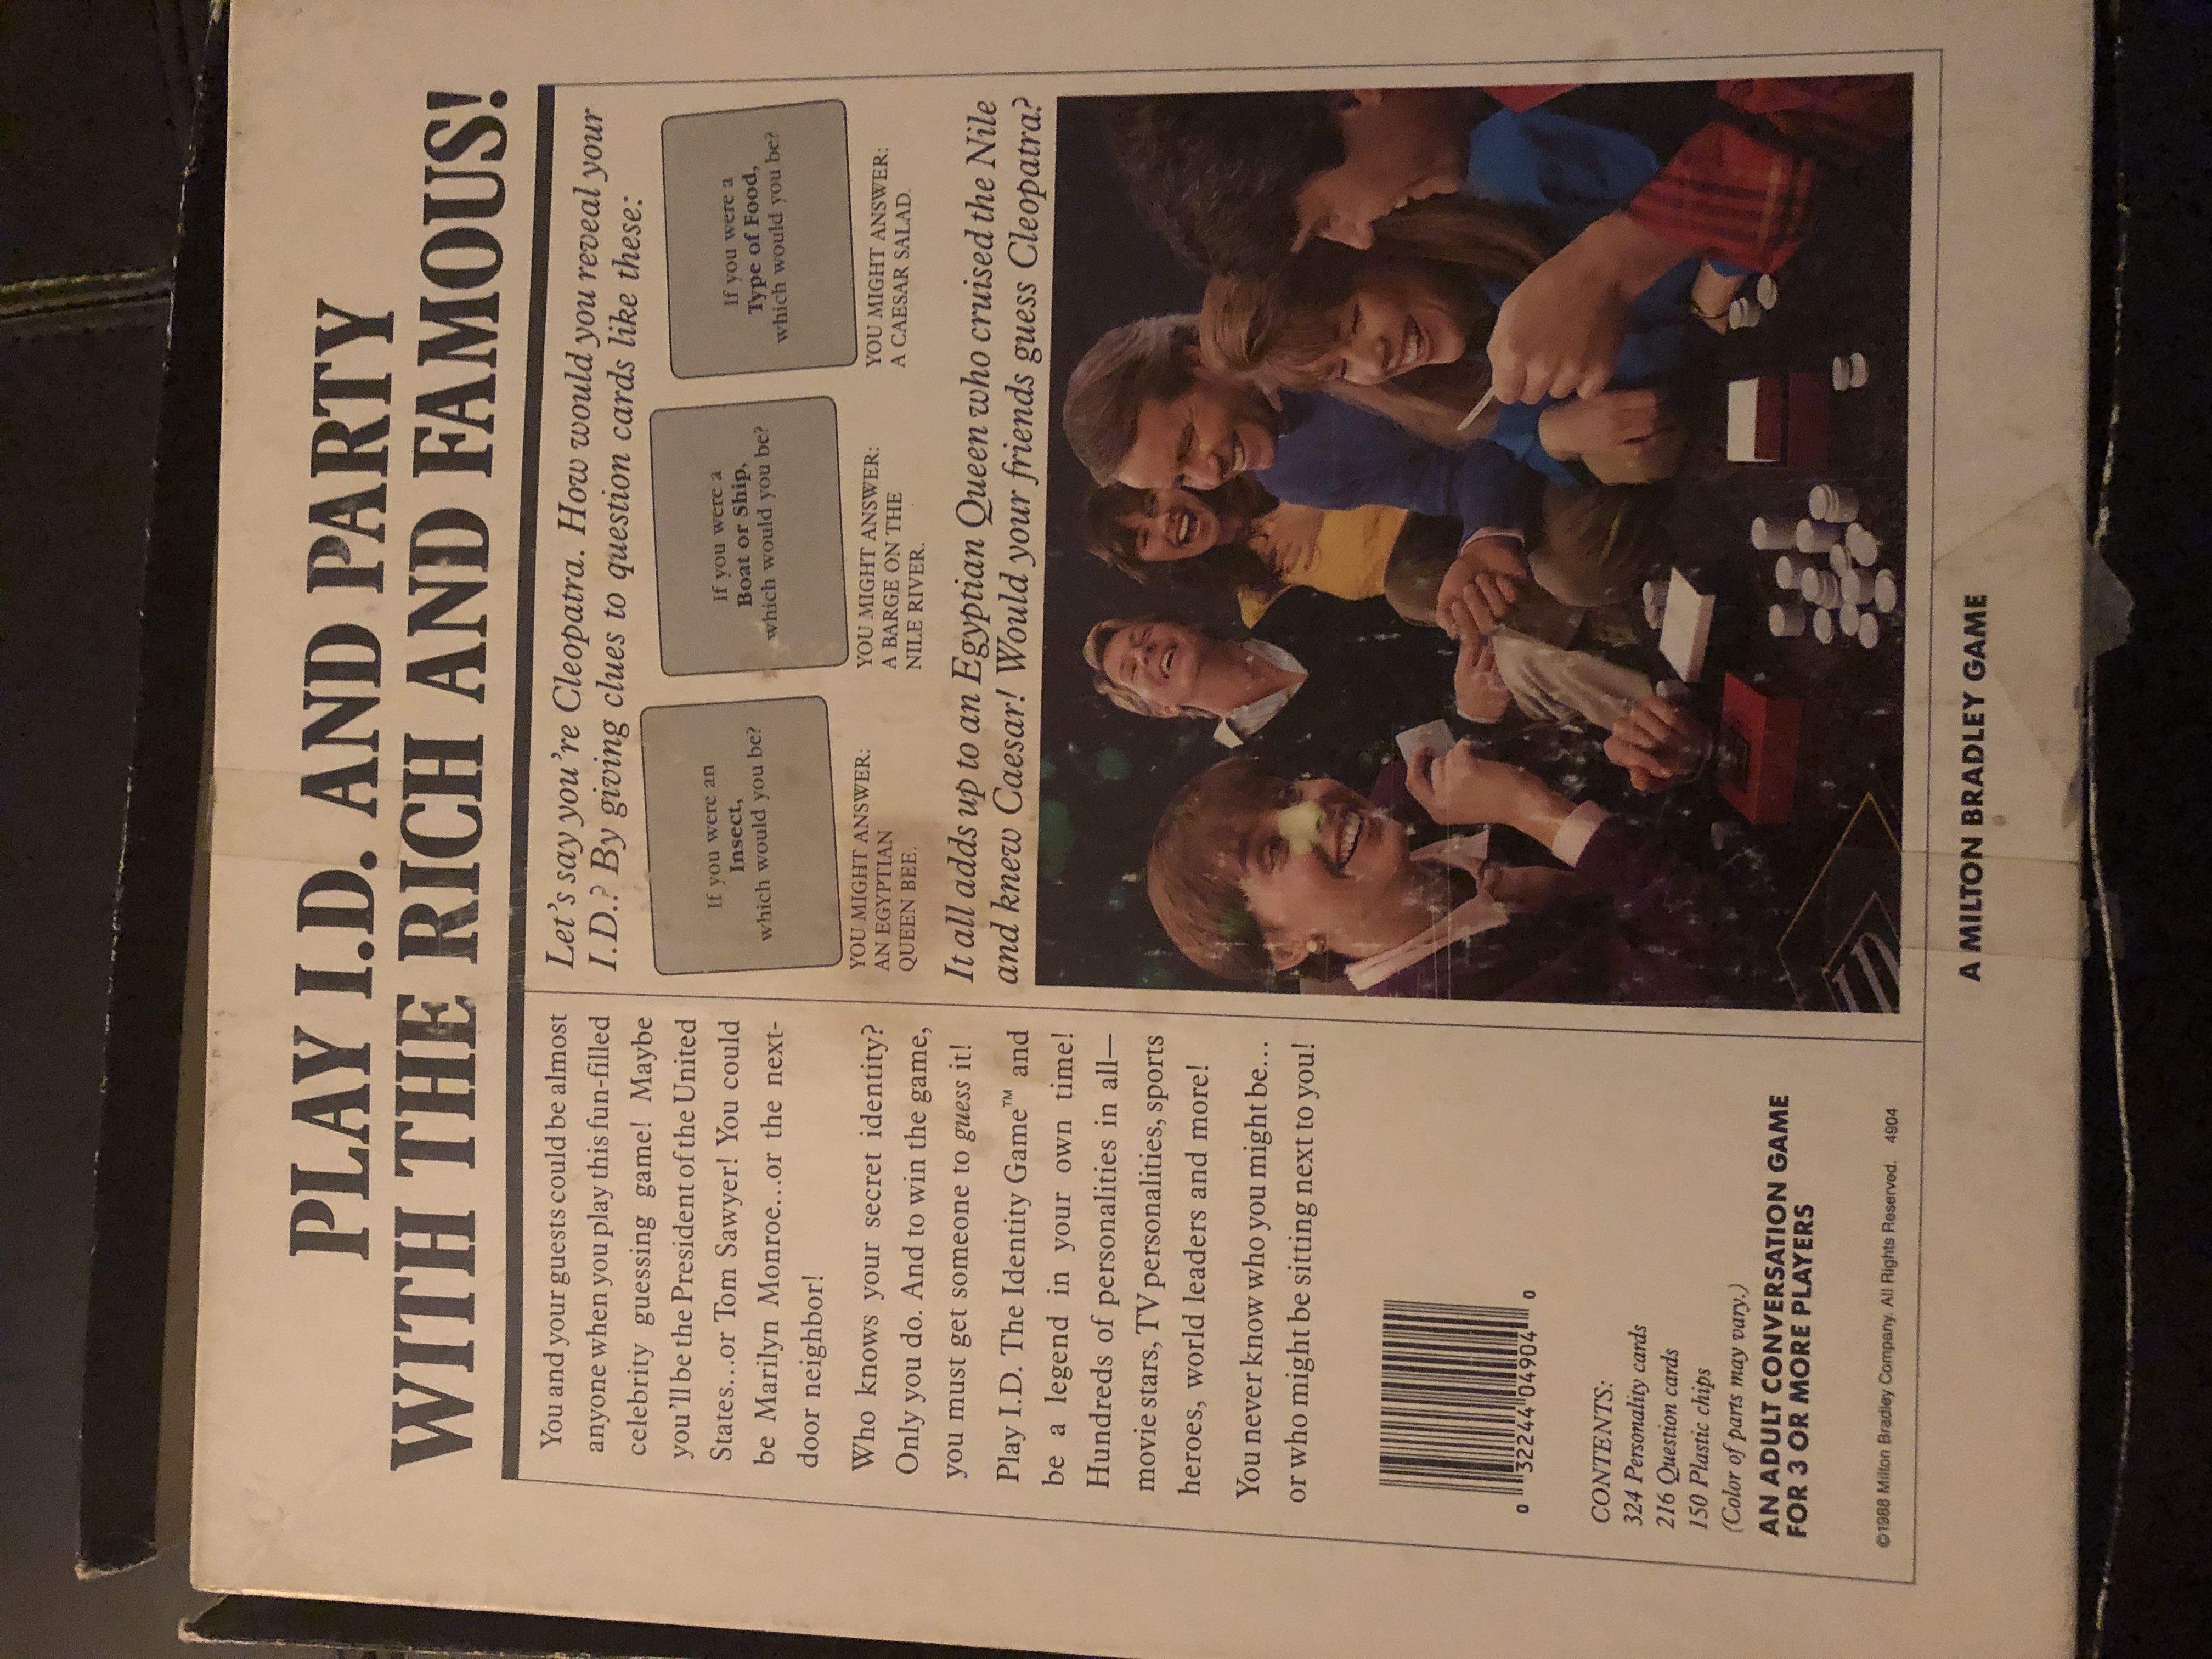 PLAY I.D. AND PARTY
WITH THE RICH AND FAMOUS!
You and your guests could be almost
anyone when you play this fun-filled
celebrity guessing game! Maybe
you'll be the President of the United
States...or Tom Sawyer! You could
be Marilyn Monroe...or the next-
door neighbor!
Who knows your secret identity?
Only you do. And to win the game,
you must get someone to guess it!
Play I.D. The Identity Game™ and
be a legend in your own time!
Hundreds of personalities in all—
movie stars, TV personalities, sports
heroes, world leaders and more!
You never know who you might be...
or who might be sitting next to you!
0 32244 04904 0
CONTENTS:
324 Personality cards
216 Question cards
150 Plastic chips
(Color of parts may vary.)
AN ADULT CONVERSATION GAME
FOR 3 OR MORE PLAYERS
©1988 Milton Bradley Company. All Rights Reserved. 4904
Let's say you're Cleopatra. How would you reveal your
I.D.? By giving clues to question cards like these:
If you were an
Insect,
which would you be?
YOU MIGHT ANSWER:
AN EGYPTIAN
QUEEN BEE.
If you were a
Boat or Ship,
which would you be?
YOU MIGHT ANSWER:
A BARGE ON THE
NILE RIVER.
If you were a
Type of Food,
which would you be?
YOU MIGHT ANSWER:
A CAESAR SALAD.
It all adds up to an Egyptian Queen who cruised the Nile
and knew Caesar! Would your friends guess Cleopatra?
A MILTON BRADLEY GAME